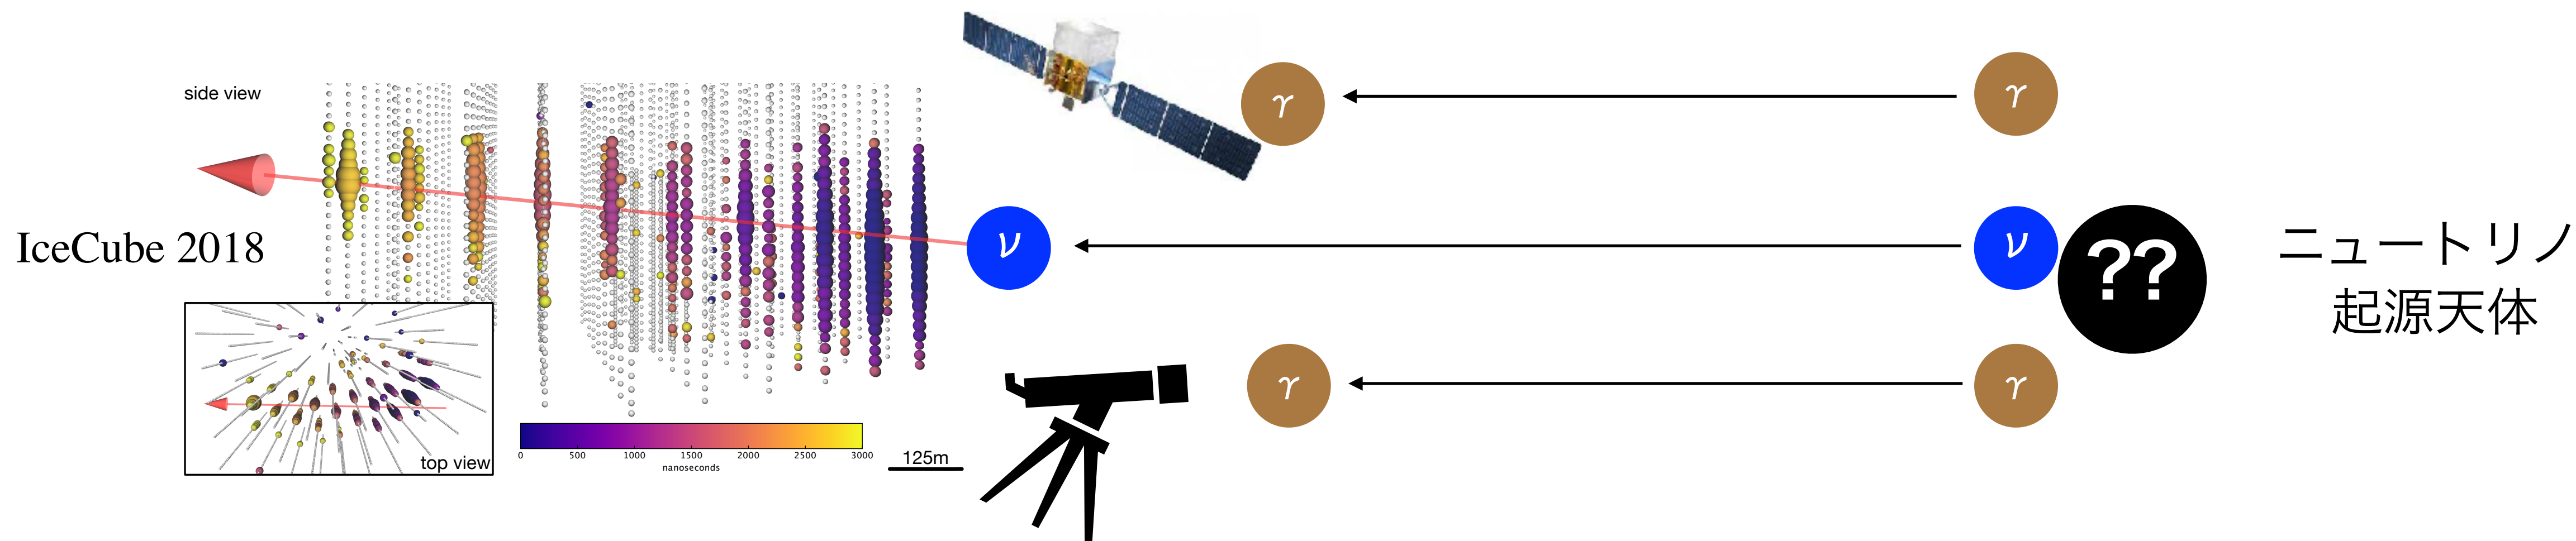 side view
IceCube 2018
top view
0 500 1000 1500 2000 2500 3000
nanoseconds
125m
γ
γ
ν
ν
??
γ
γ
ニュートリノ
起源天体